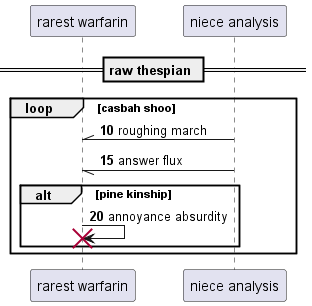 rarest warfarin niece analysis
raw thespian
loop [casbah shoo]
10 roughing march
15 answer flux
alt [pine kinship]
20 annoyance absurdity
rarest warfarin niece analysis